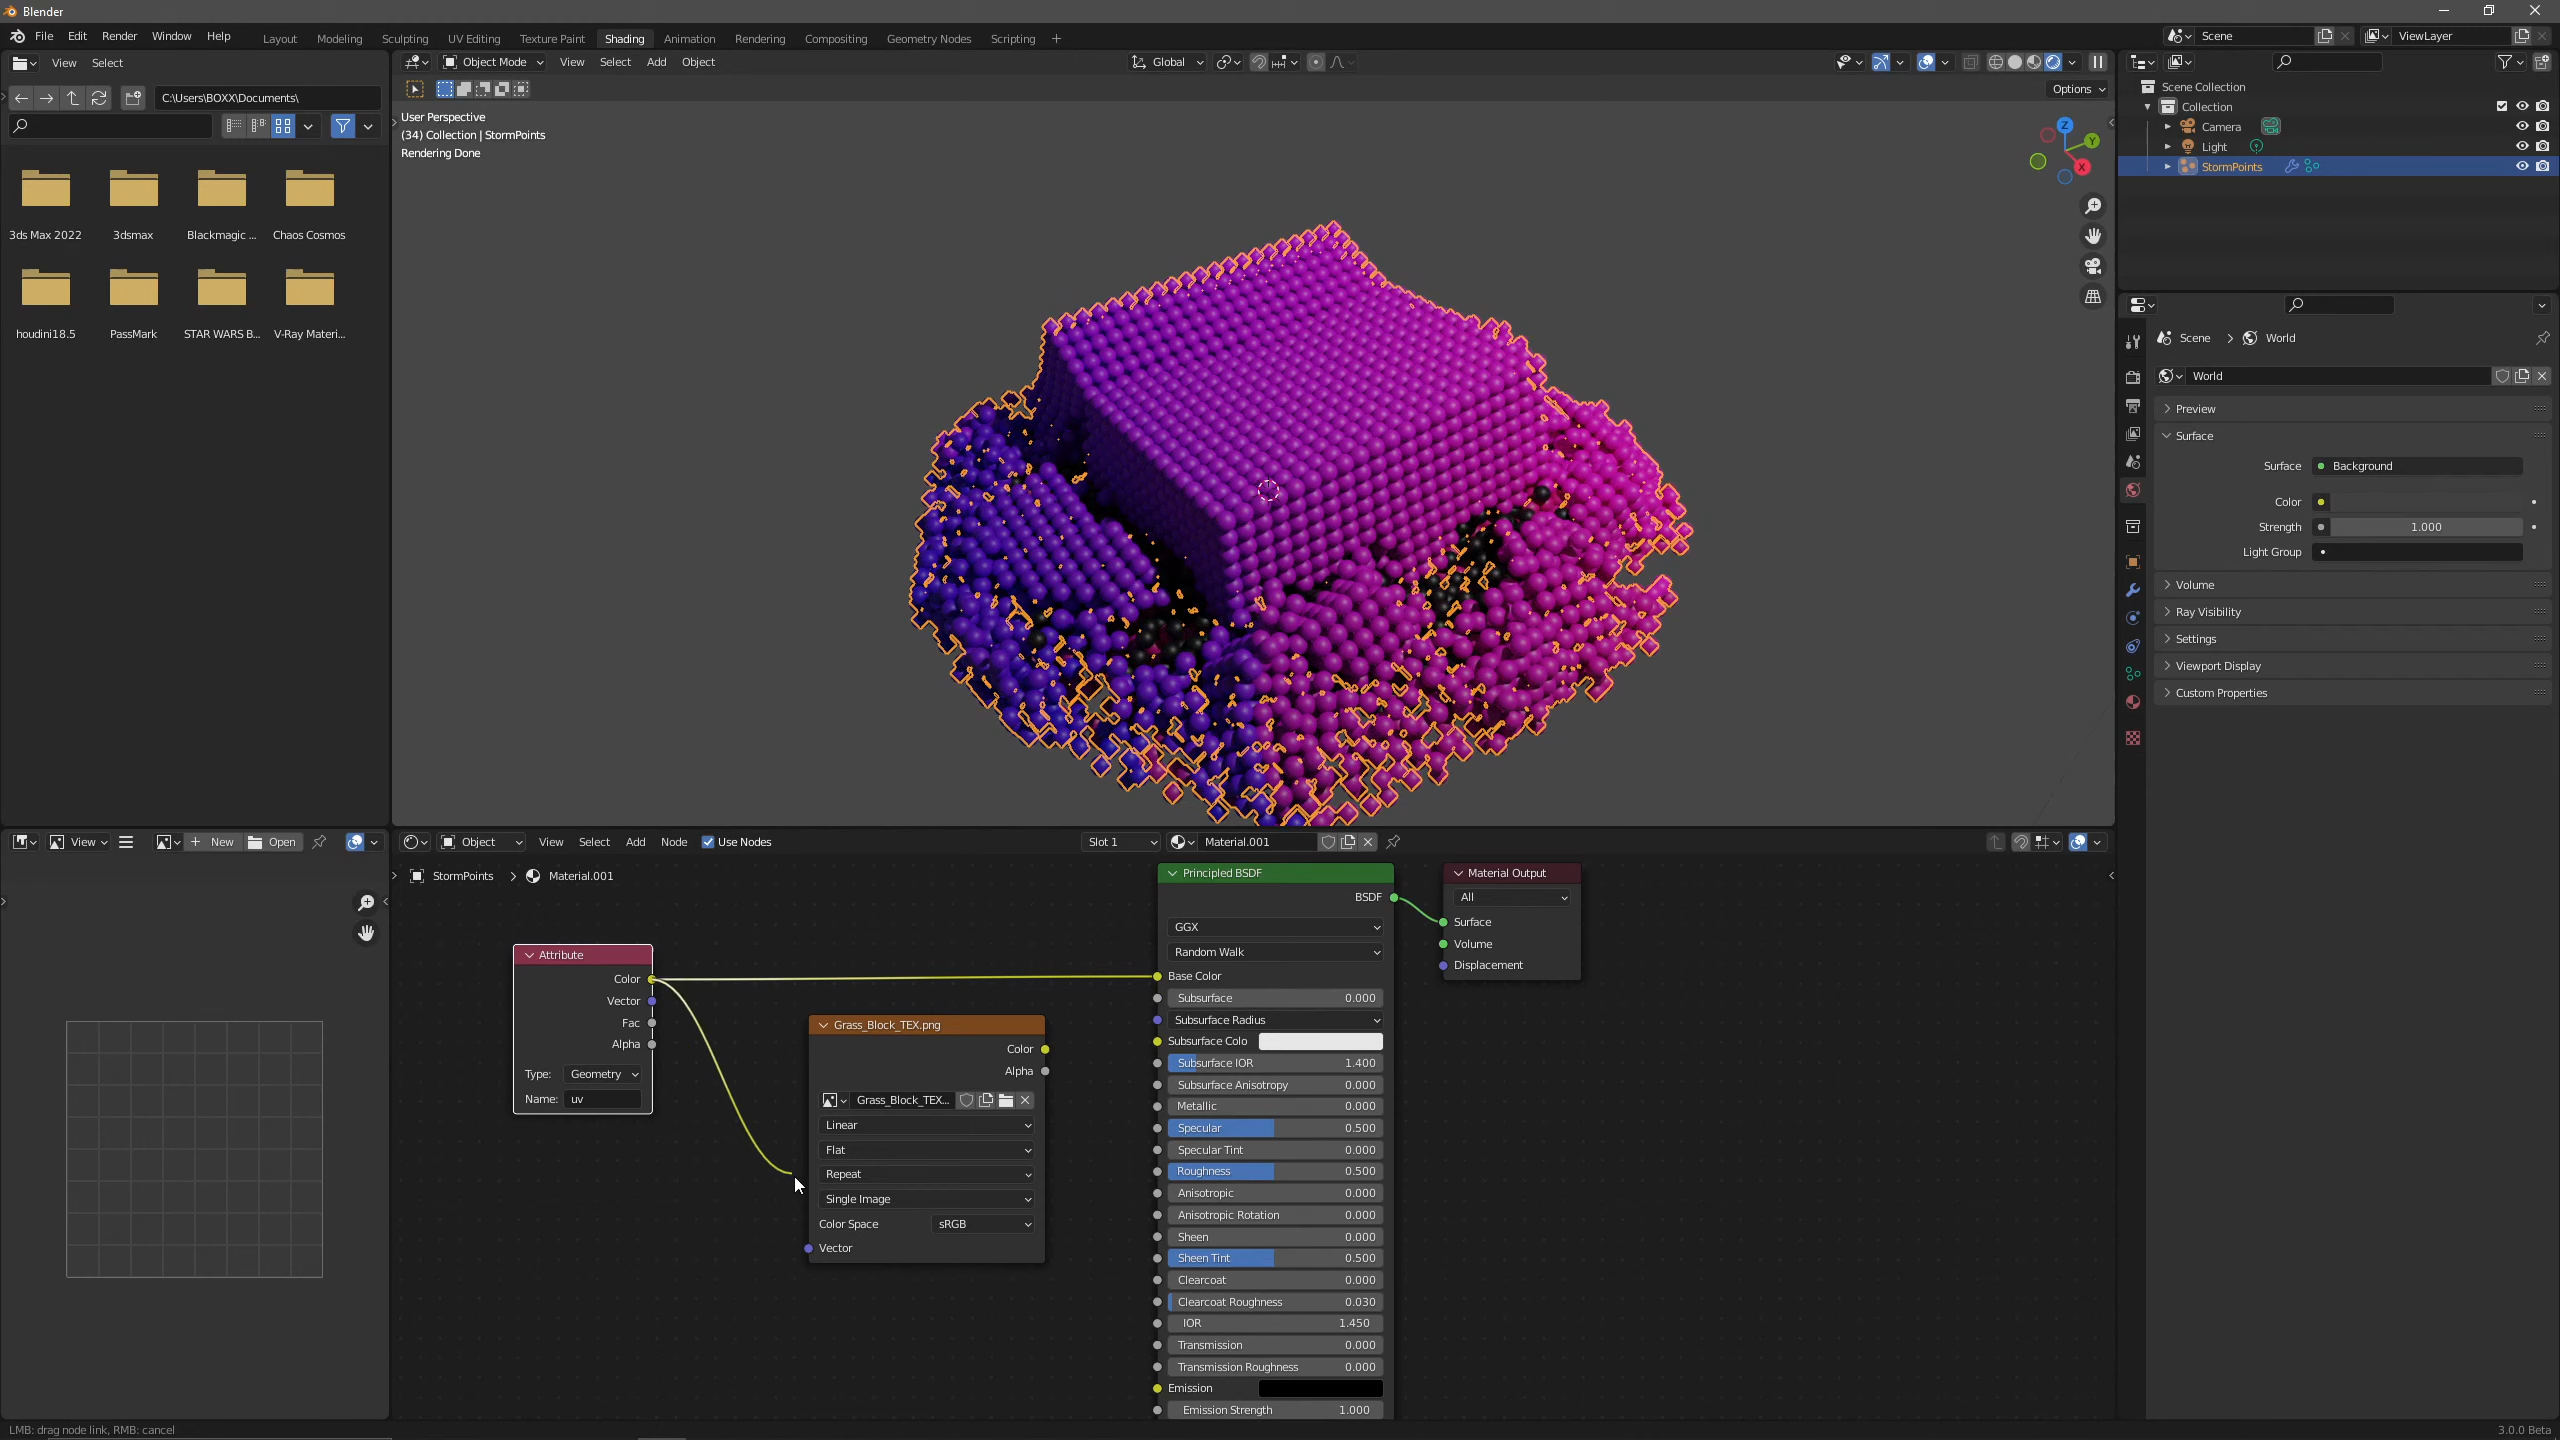 Blender
File Edit Render Window Help
Layout Modeling Sculpting UV Editing Texture Paint Shading Animation Rendering Compositing Geometry Nodes Scripting +
Scene
ViewLayer
View Select
Object Mode View Select Add Object
Global
C:\Users\BOXX\Documents\
Options
3ds Max 2022 3dsmax Blackmagic ... Chaos Cosmos
houdini18.5 PassMark STAR WARS B... V-Ray Materi...
User Perspective
(34) Collection | StormPoints
Rendering Done
Z
Y
X
Scene Collection
Collection
Camera
Light
StormPoints
Scene > World
World
Preview
Surface
Surface Background
Color
Strength 1.000
Light Group
Volume
Ray Visibility
Settings
Viewport Display
Custom Properties
View New Open
Object View Select Add Node Use Nodes
Slot 1
Material.001
StormPoints > Material.001
Attribute
Color
Vector
Fac
Alpha
Type: Geometry
Name: uv
Grass_Block_TEX.png
Color
Alpha
Grass_Block_TEX...
Linear
Flat
Repeat
Single Image
Color Space sRGB
Vector
Principled BSDF
BSDF
GGX
Random Walk
Base Color
Subsurface 0.000
Subsurface Radius
Subsurface Colo
Subsurface IOR 1.400
Subsurface Anisotropy 0.000
Metallic 0.000
Specular 0.500
Specular Tint 0.000
Roughness 0.500
Anisotropic 0.000
Anisotropic Rotation 0.000
Sheen 0.000
Sheen Tint 0.500
Clearcoat 0.000
Clearcoat Roughness 0.030
IOR 1.450
Transmission 0.000
Transmission Roughness 0.000
Emission
Emission Strength 1.000
Material Output
All
Surface
Volume
Displacement
LMB: drag node link, RMB: cancel
3.0.0 Beta